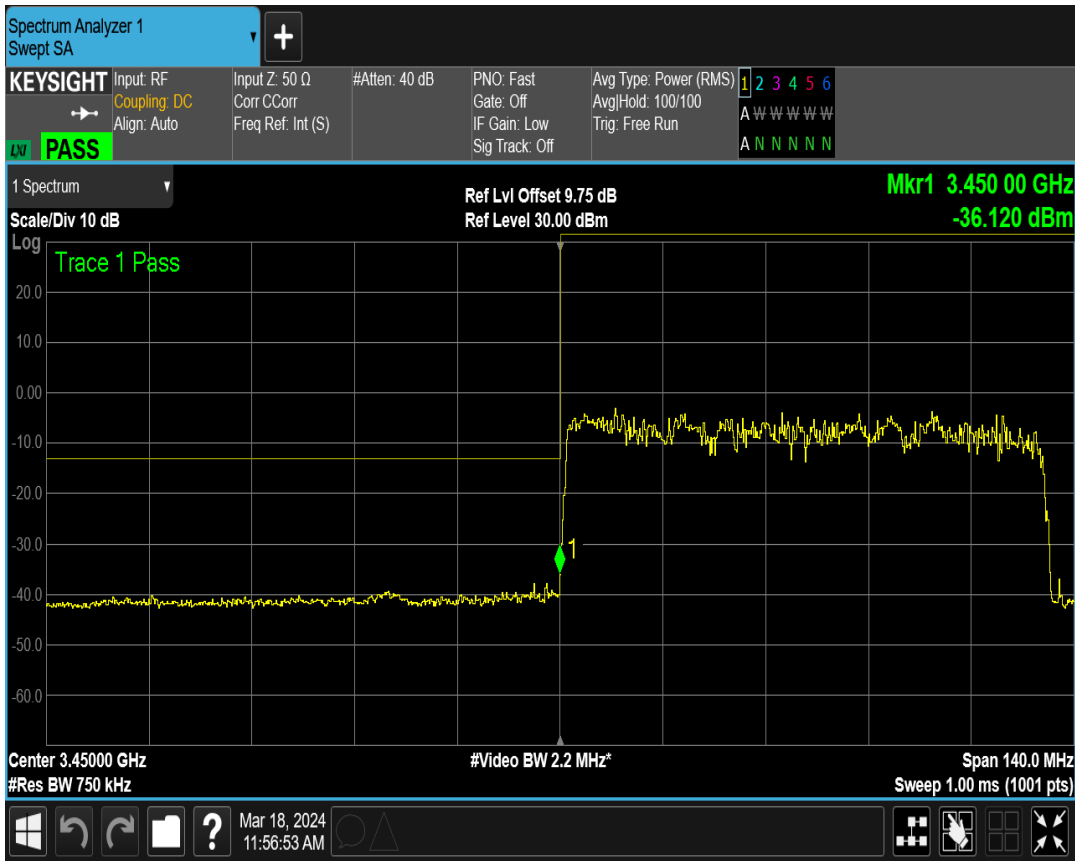 Spectrum Analyzer 1
Swept SA
+
KEYSIGHT
LXI PASS
Input: RF
Coupling: DC
Align: Auto
Input Z: 50 Ω
Corr CCorr
Freq Ref: Int (S)
#Atten: 40 dB
PNO: Fast
Gate: Off
IF Gain: Low
Sig Track: Off
Avg Type: Power (RMS)
Avg|Hold: 100/100
Trig: Free Run
1 2 3 4 5 6
A W W W W W
A N N N N N
1 Spectrum
Scale/Div 10 dB
Ref Lvl Offset 9.75 dB
Ref Level 30.00 dBm
Mkr1 3.450 00 GHz
-36.120 dBm
Log
Trace 1 Pass
20.0
10.0
0.00
-10.0
-20.0
-30.0
1
-40.0
-50.0
-60.0
Center 3.45000 GHz
#Res BW 750 kHz
#Video BW 2.2 MHz*
Span 140.0 MHz
Sweep 1.00 ms (1001 pts)
?
Mar 18, 2024
11:56:53 AM